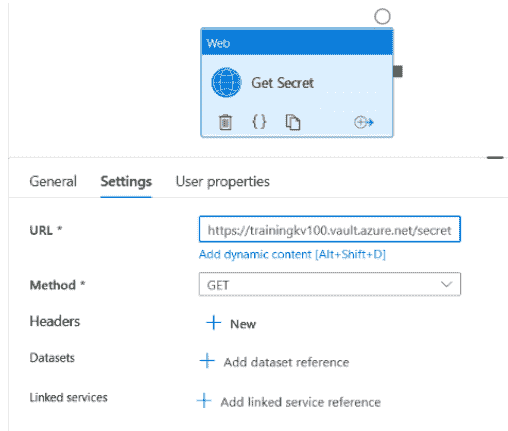 Web
Get Secret
{}
General Settings User properties
URL *
https://trainingkv100.vault.azure.net/secret
Add dynamic content [Alt+Shift+D]
Method *
GET
Headers
New
Datasets
Add dataset reference
Linked services
Add linked service reference